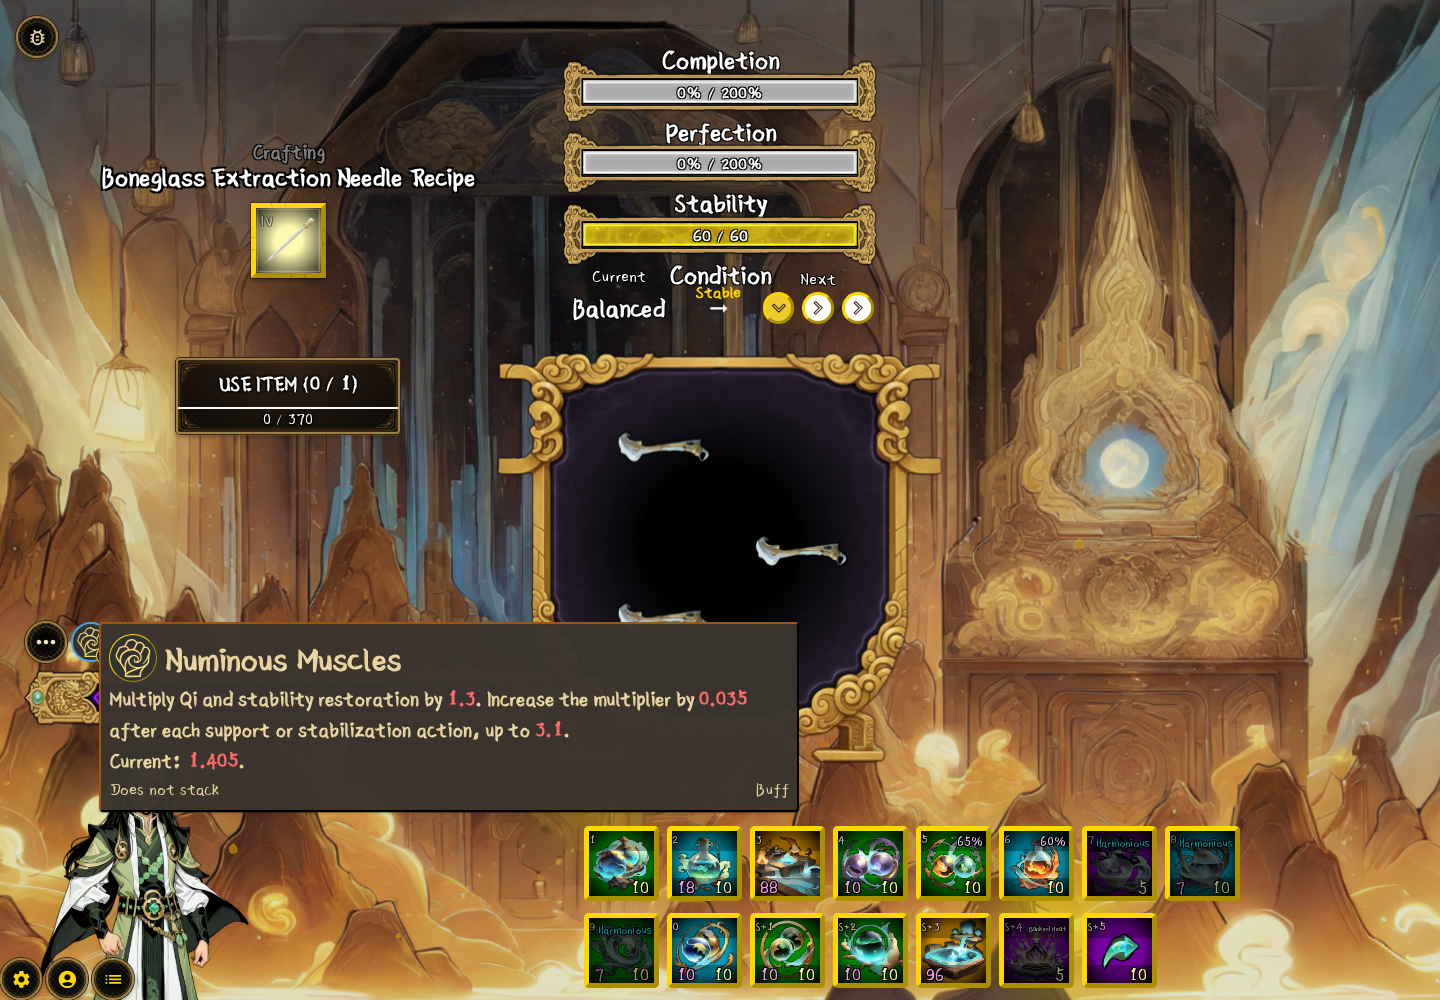 Completion
0% / 200%
Perfection
0% / 200%
Crafting
Boneglass Extraction Needle Recipe
IV
Stability
60 / 60
Current
Condition
Next
Stable
Balanced
USE ITEM (0 / 1)
0 / 370
Numinous Muscles
Multiply Qi and stability restoration by 1.3. Increase the multiplier by 0.035
after each support or stabilization action, up to 3.1.
Current: 1.405.
Does not stack
Buff
1
10
2
18
10
3
88
4
10
10
5
65%
10
6
60%
10
7
Harmonious
5
8
Harmonious
7
10
9
Harmonious
7
10
0
10
10
S+1
10
10
S+2
10
10
S+3
96
S+4
Banked Heat
5
S+5
10